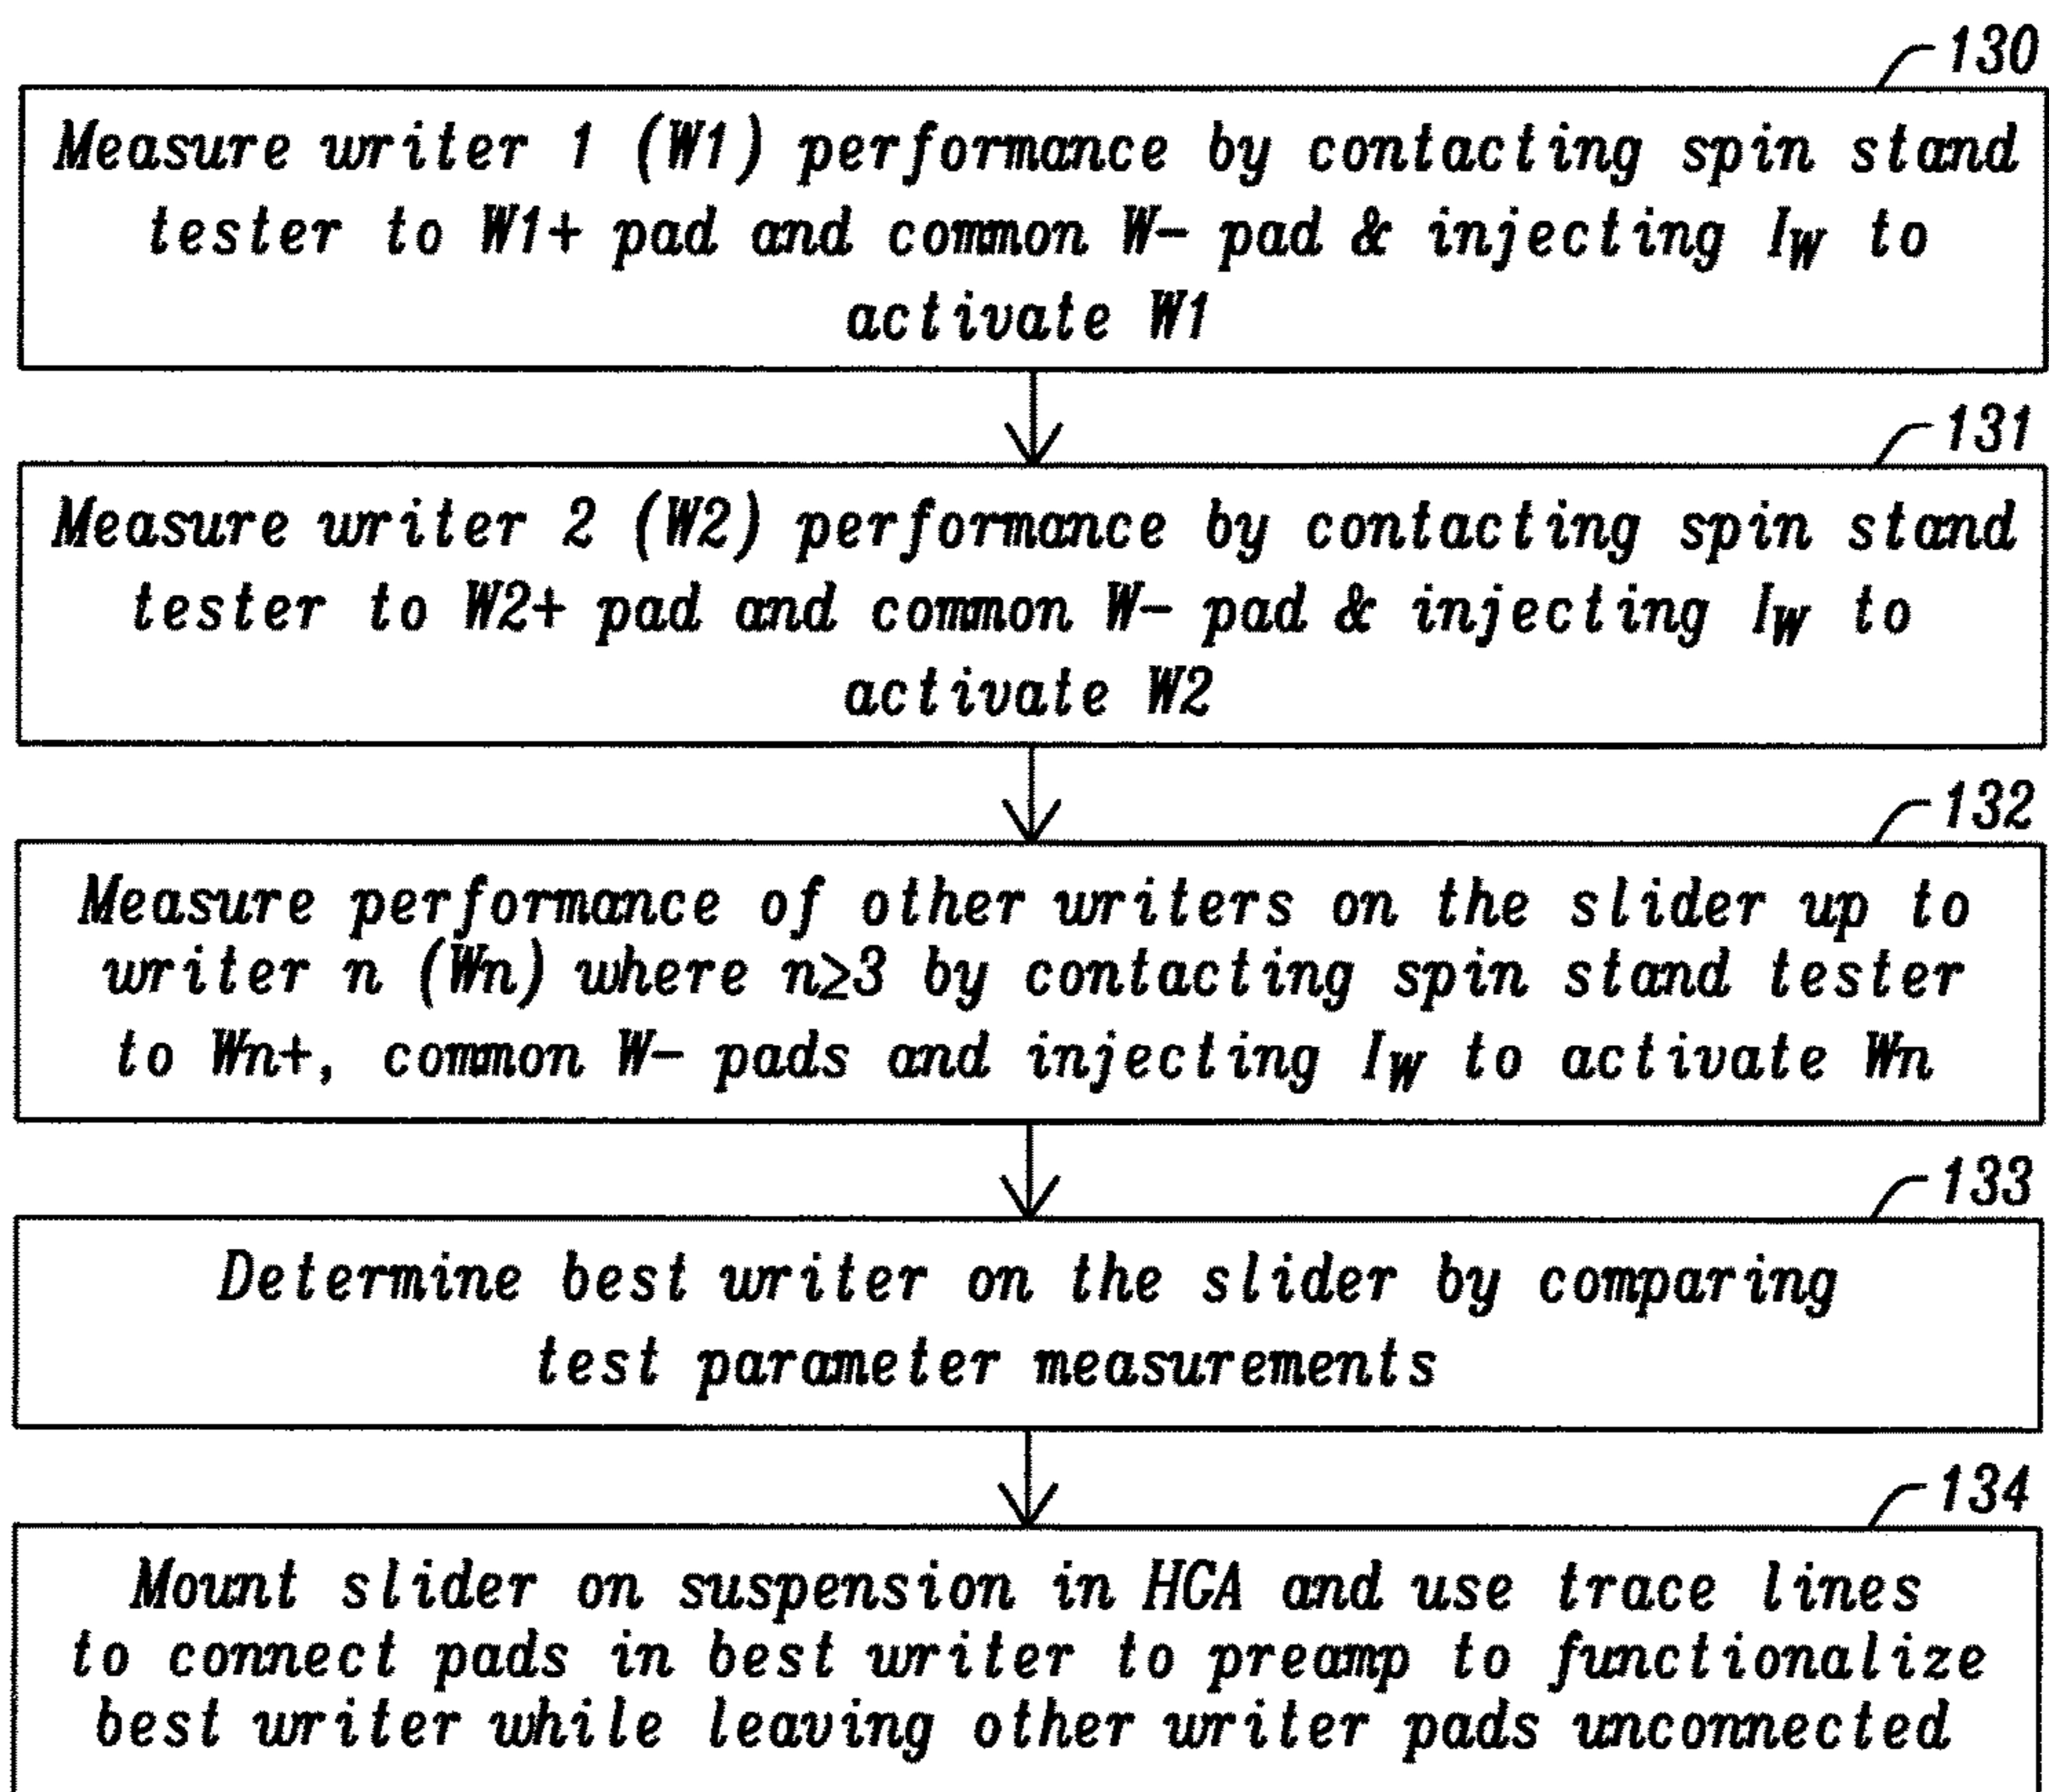 130
Measure writer 1 (W1) performance by contacting spin stand
tester to W1+ pad and common W- pad & injecting IW to
activate W1
131
Measure writer 2 (W2) performance by contacting spin stand
tester to W2+ pad and common W- pad & injecting IW to
activate W2
132
Measure performance of other writers on the slider up to
writer n (Wn) where n≥3 by contacting spin stand tester
to Wn+, common W- pads and injecting IW to activate Wn
133
Determine best writer on the slider by comparing
test parameter measurements
134
Mount slider on suspension in HGA and use trace lines
to connect pads in best writer to preamp to functionalize
best writer while leaving other writer pads unconnected